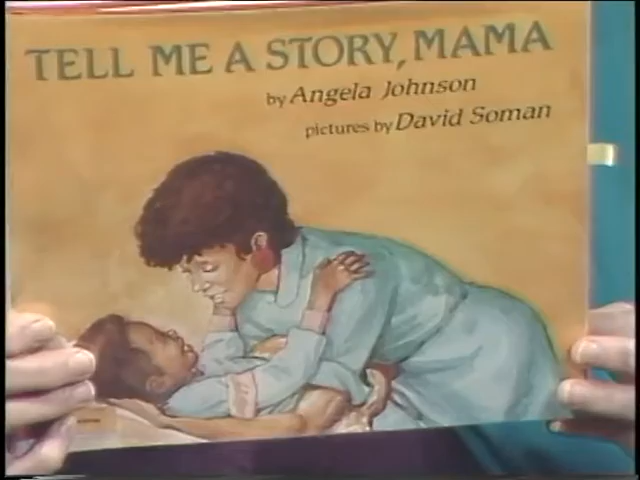 TELL ME A STORY, MAMA
by Angela Johnson
pictures by David Soman